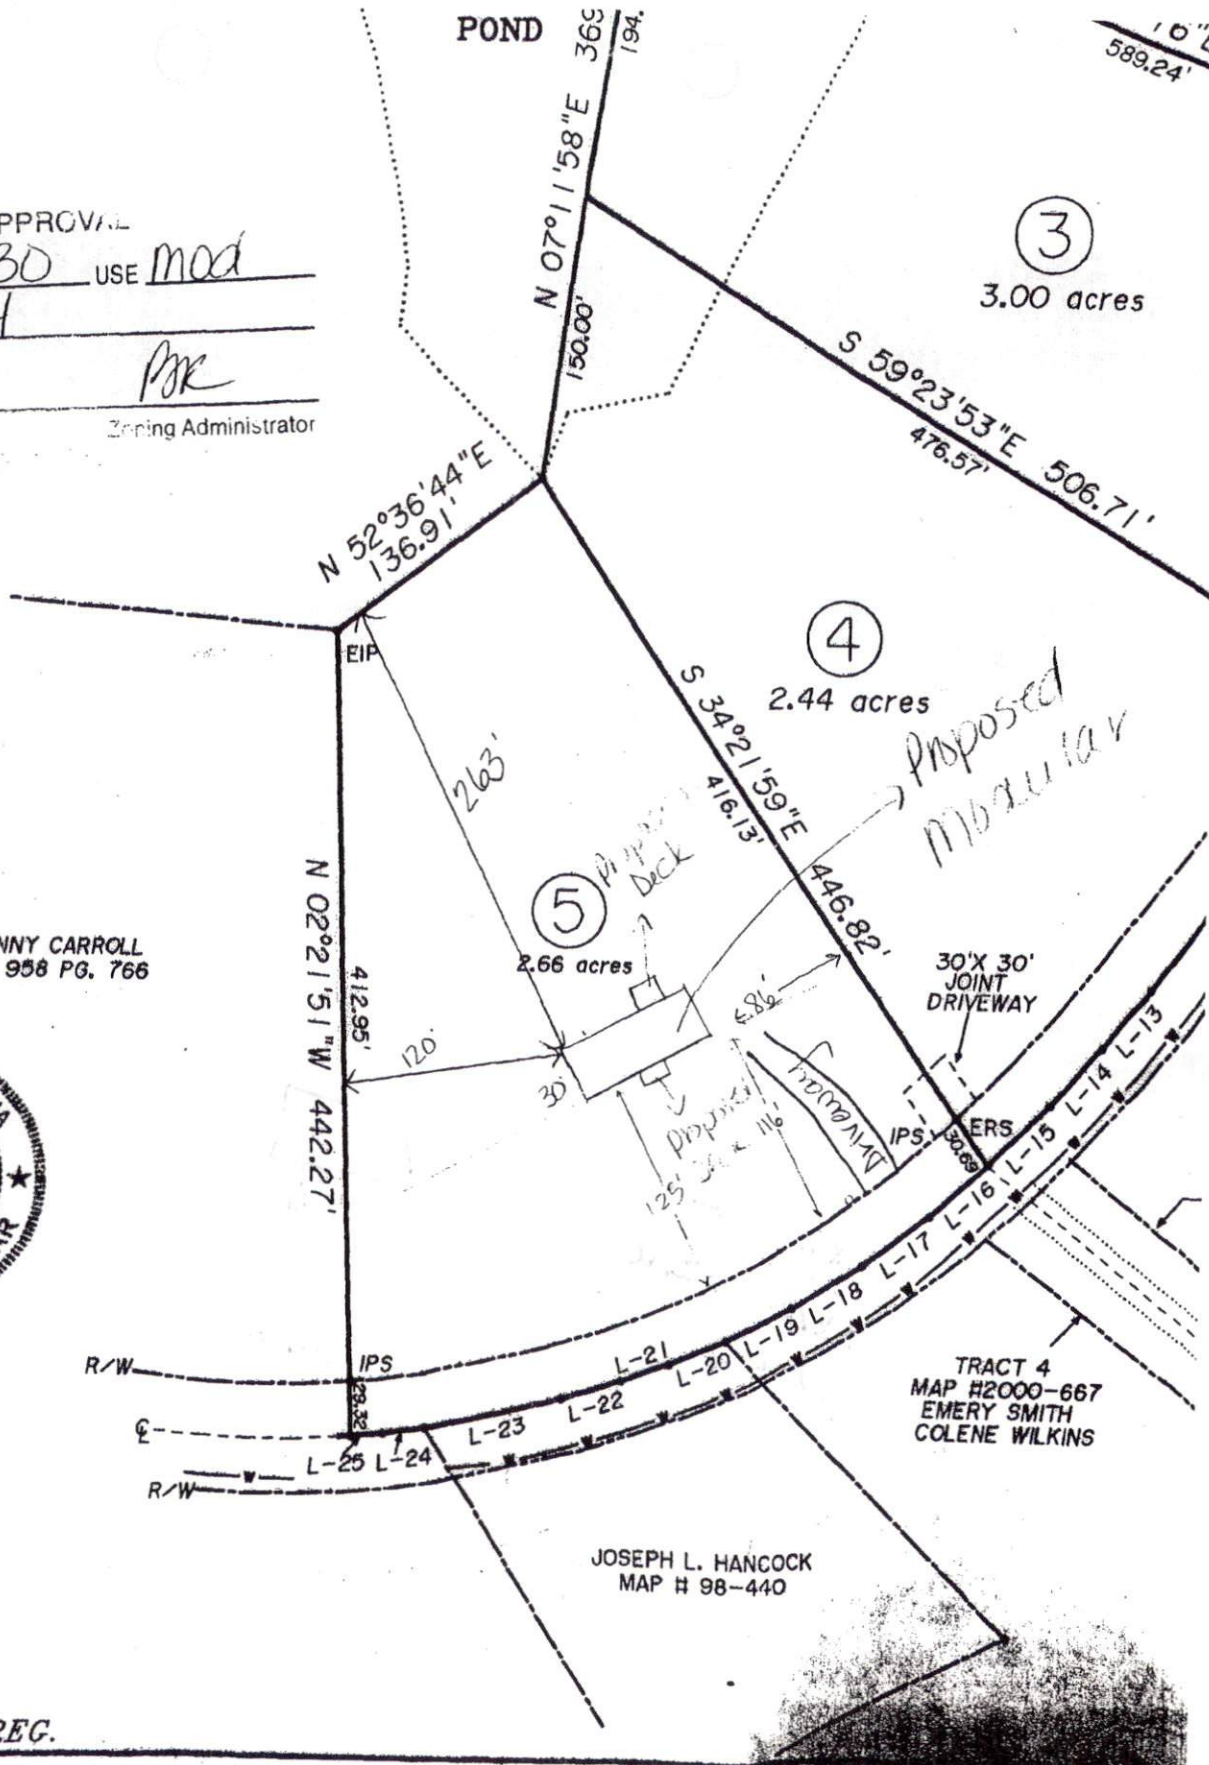 POND
369
194.
589.24'
N 07°11'58"E
150.00'
PPROVAL
30 USE mod
BK
Zoning Administrator
3
3.00 acres
S 59°23'53"E 506.71'
476.57'
N 52°36'44"E
136.91'
EIP
4
2.44 acres
S 34°21'59"E 446.82'
416.13'
Proposed
Modular
263'
Deck
5
2.66 acres
N 02°21'51"W 442.27'
412.95'
NNY CARROLL
958 PG. 766
120'
30'
86'
30'X 30'
JOINT
DRIVEWAY
Driveway
116'
125'
IPS
ERS
30.69
L-13
L-14
L-15
L-16
L-17
L-18
L-19
L-20
L-21
L-22
L-23
L-24
L-25
R/W
IPS
29.32
R/W
TRACT 4
MAP #2000-667
EMERY SMITH
COLENE WILKINS
JOSEPH L. HANCOCK
MAP # 98-440
REG.